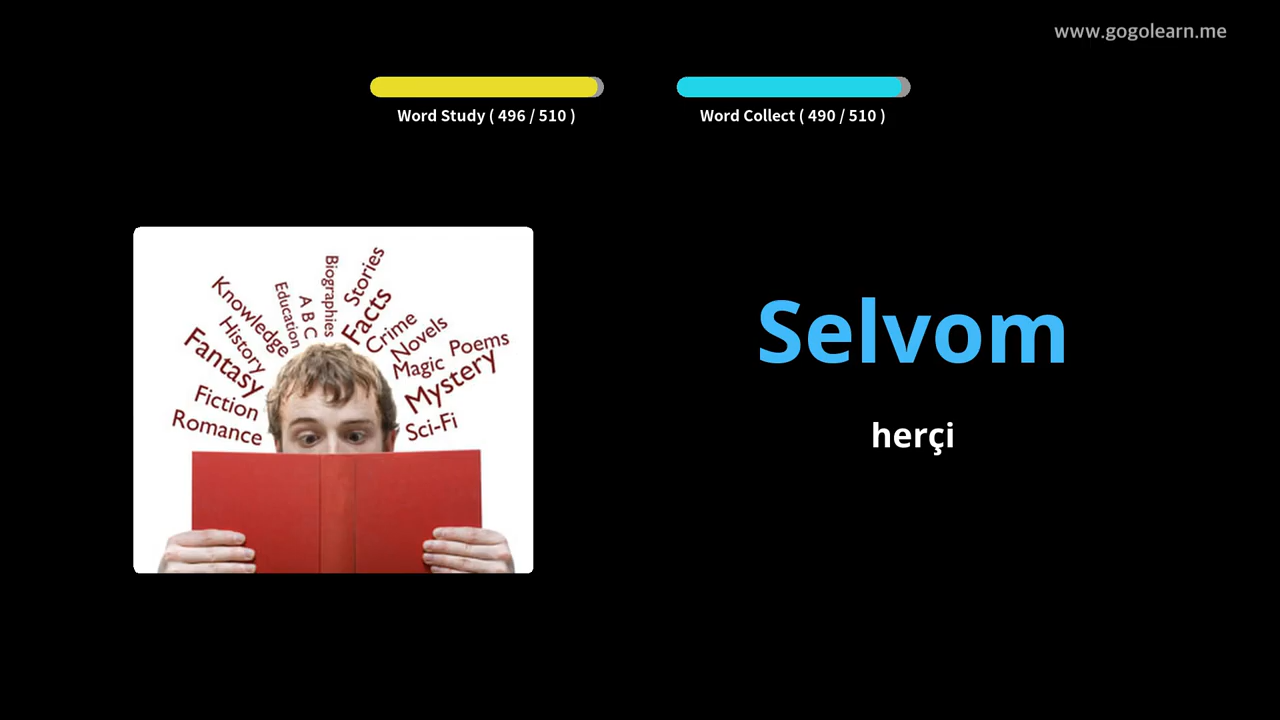 www.gogolearn.me
Word Study ( 496 / 510 )
Word Collect ( 490 / 510 )
Stories
Biographies
Facts
A B C
Education
Knowledge
Crime
Novels
History
Poems
Magic
Fantasy
Mystery
Fiction
Romance
Sci-Fi
Selvom
herçi